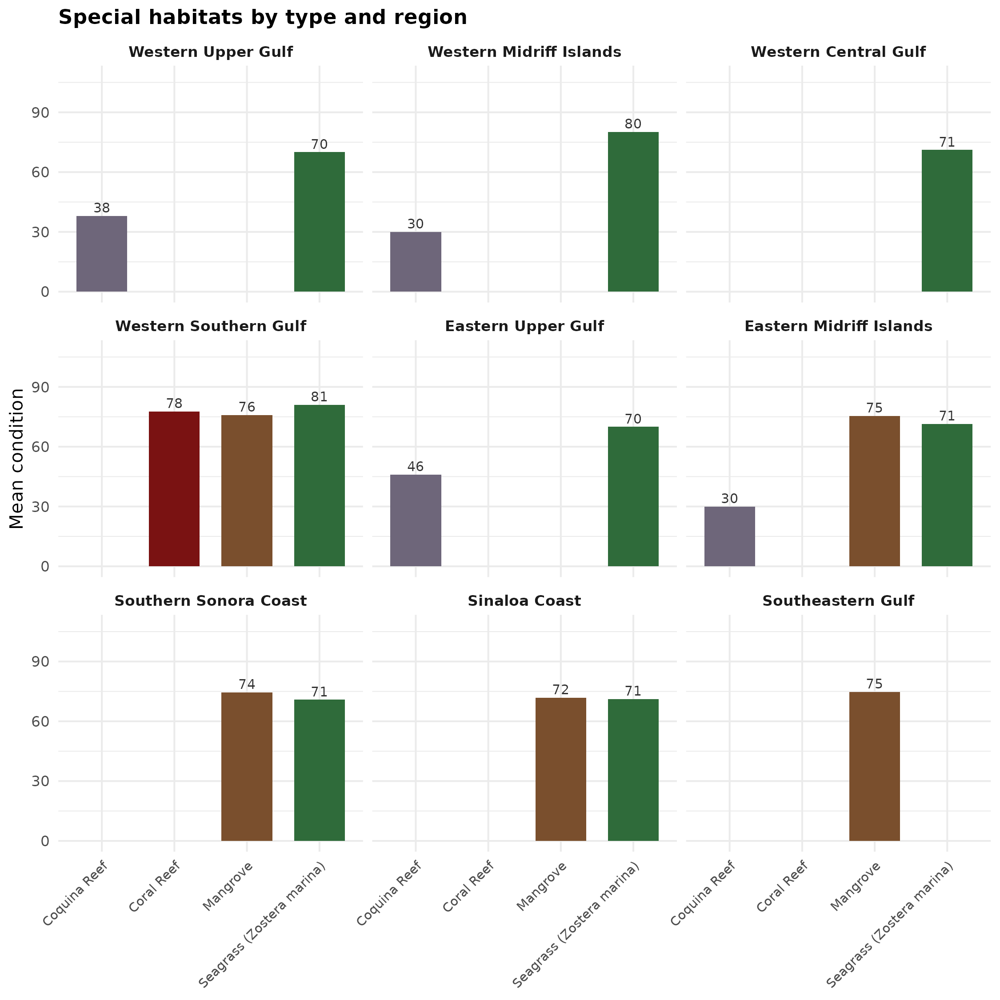 Special habitats by type and region
Western Upper Gulf
Western Midriff Islands
Western Central Gulf
90
60
30
0
38
70
30
80
71
Western Southern Gulf
Eastern Upper Gulf
Eastern Midriff Islands
Mean condition
90
60
30
0
78
76
81
46
70
30
75
71
Southern Sonora Coast
Sinaloa Coast
Southeastern Gulf
90
60
30
0
74
71
72
71
75
Coquina Reef
Coral Reef
Mangrove
Seagrass (Zostera marina)
Coquina Reef
Coral Reef
Mangrove
Seagrass (Zostera marina)
Coquina Reef
Coral Reef
Mangrove
Seagrass (Zostera marina)